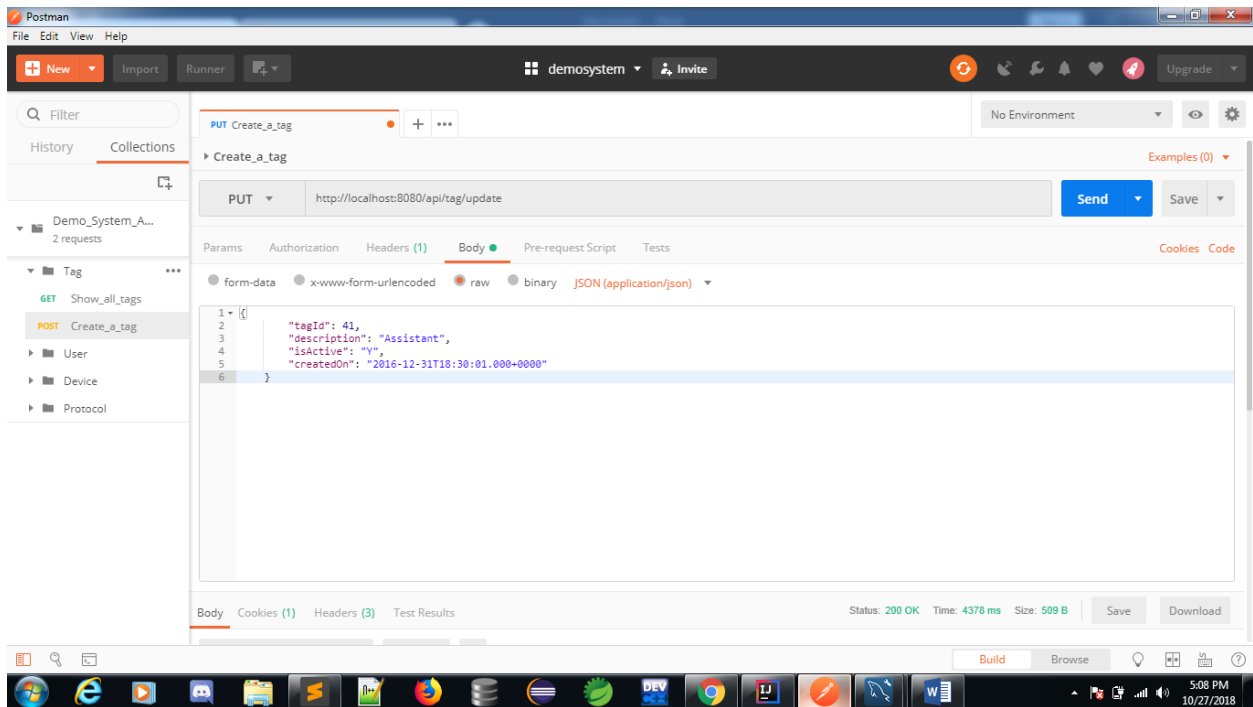 Postman
File Edit View Help
New Import Runner demosystem Invite Upgrade
Filter
History Collections
Demo_System_A...
2 requests
Tag
GET Show_all_tags
POST Create_a_tag
User
Device
Protocol
PUT Create_a_tag
No Environment
Create_a_tag Examples (0)
PUT http://localhost:8080/api/tag/update Send Save
Params Authorization Headers (1) Body Pre-request Script Tests Cookies Code
form-data x-www-form-urlencoded raw binary JSON (application/json)
1 {
2 "tagId": 41,
3 "description": "Assistant",
4 "isActive": "Y",
5 "createdOn": "2016-12-31T18:30:01.000+0000"
6 }
Body Cookies (1) Headers (3) Test Results Status: 200 OK Time: 4378 ms Size: 509 B Save Download
Build Browse
DEV
IJ
W
5:08 PM
10/27/2018